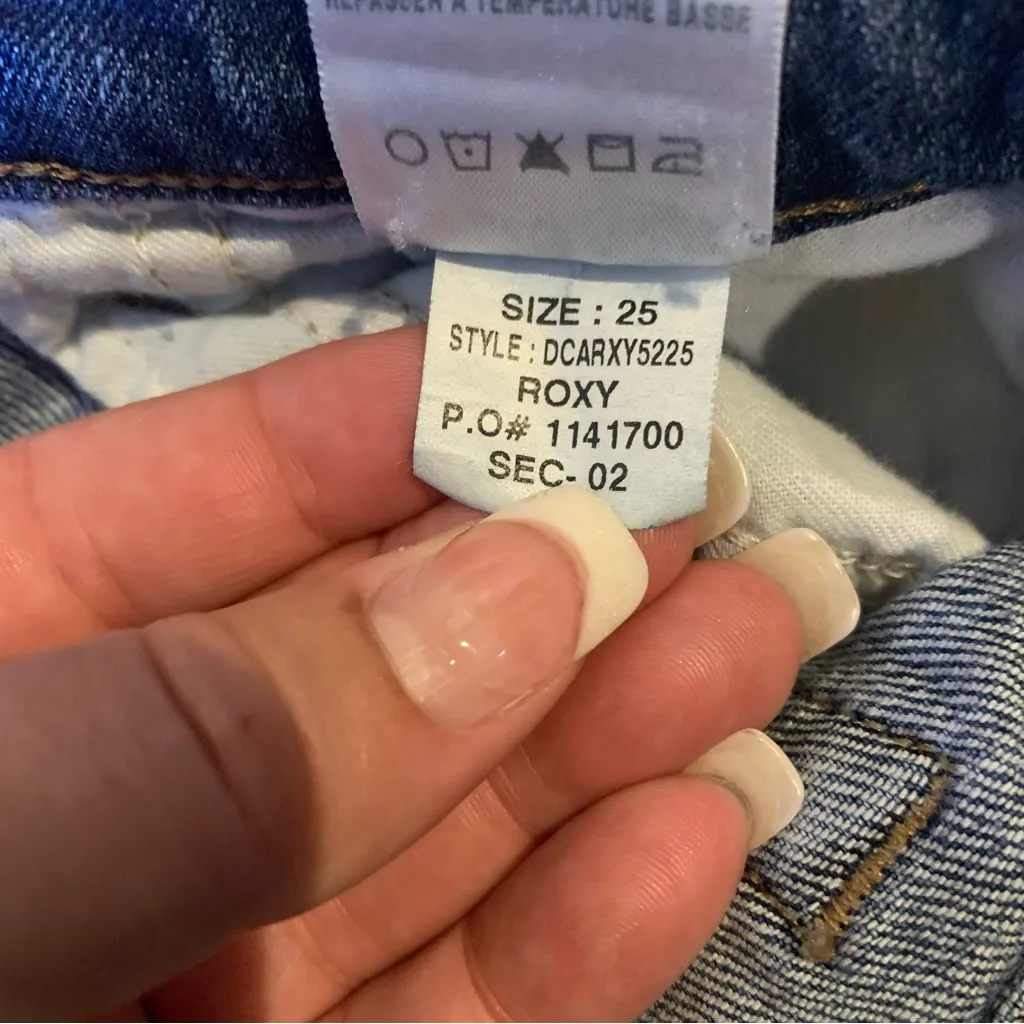 REPASSER A TEMPERATURE BASSE
SIZE : 25
STYLE : DCARXY5225
ROXY
P.O# 1141700
SEC- 02